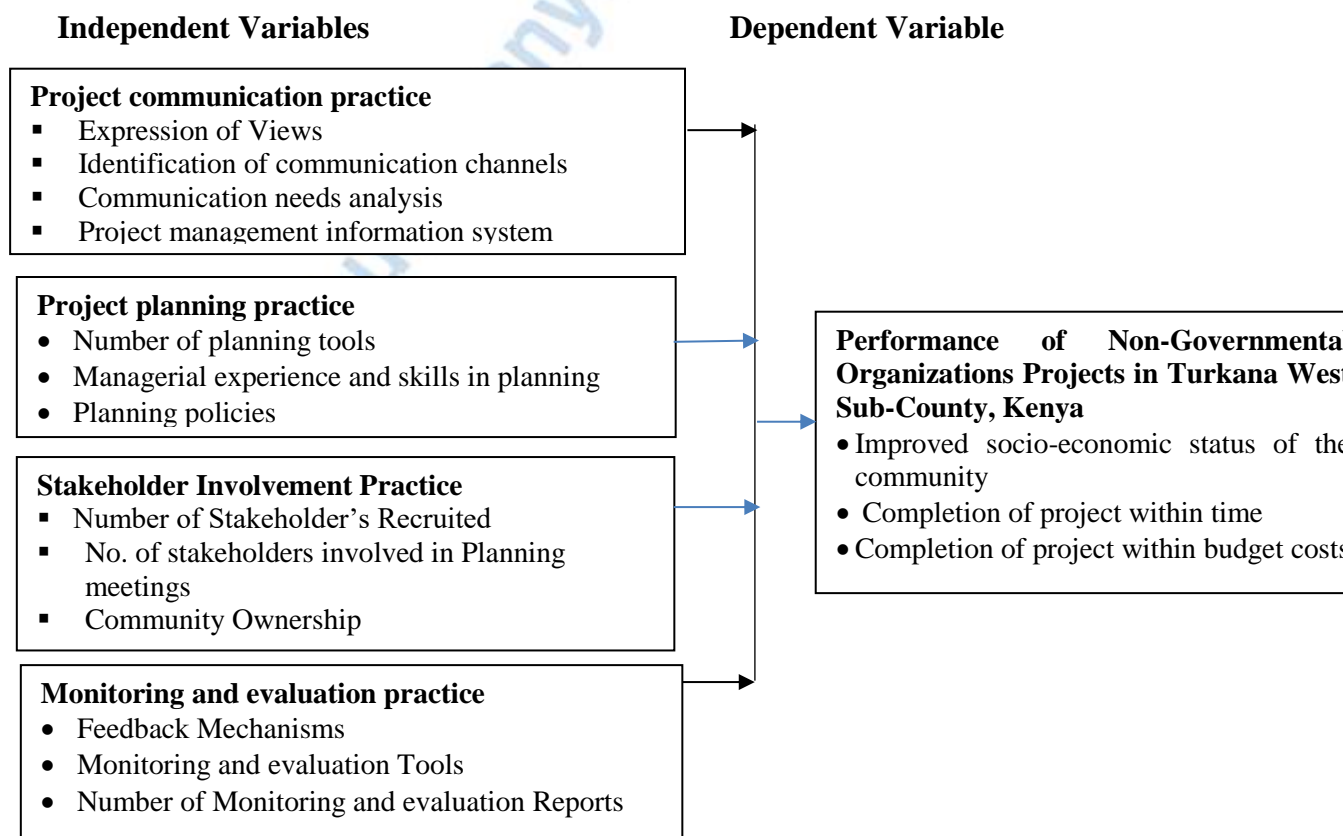 Independent Variables
Dependent Variable
Project communication practice
▪ Expression of Views
▪ Identification of communication channels
▪ Communication needs analysis
▪ Project management information system
Project planning practice
• Number of planning tools
• Managerial experience and skills in planning
• Planning policies
Stakeholder Involvement Practice
▪ Number of Stakeholder’s Recruited
▪ No. of stakeholders involved in Planning
meetings
▪ Community Ownership
Monitoring and evaluation practice
• Feedback Mechanisms
• Monitoring and evaluation Tools
• Number of Monitoring and evaluation Reports
Performance of Non-Governmental
Organizations Projects in Turkana West
Sub-County, Kenya
• Improved socio-economic status of the
community
• Completion of project within time
• Completion of project within budget costs